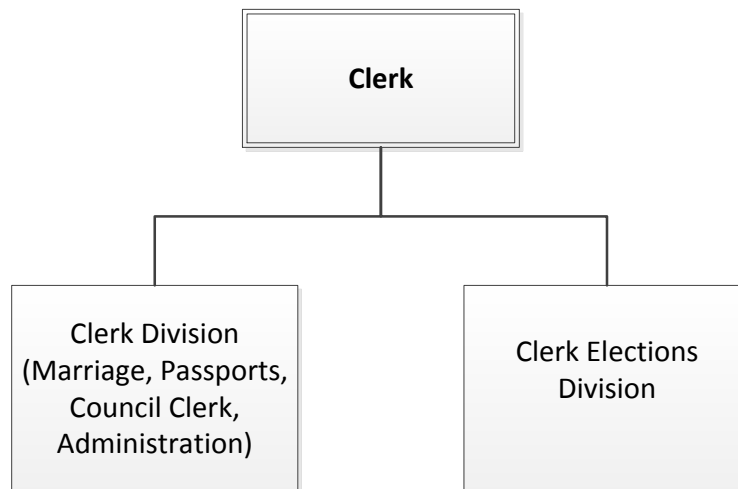 Clerk
Clerk Division
(Marriage, Passports,
Council Clerk,
Administration)
Clerk Elections
Division